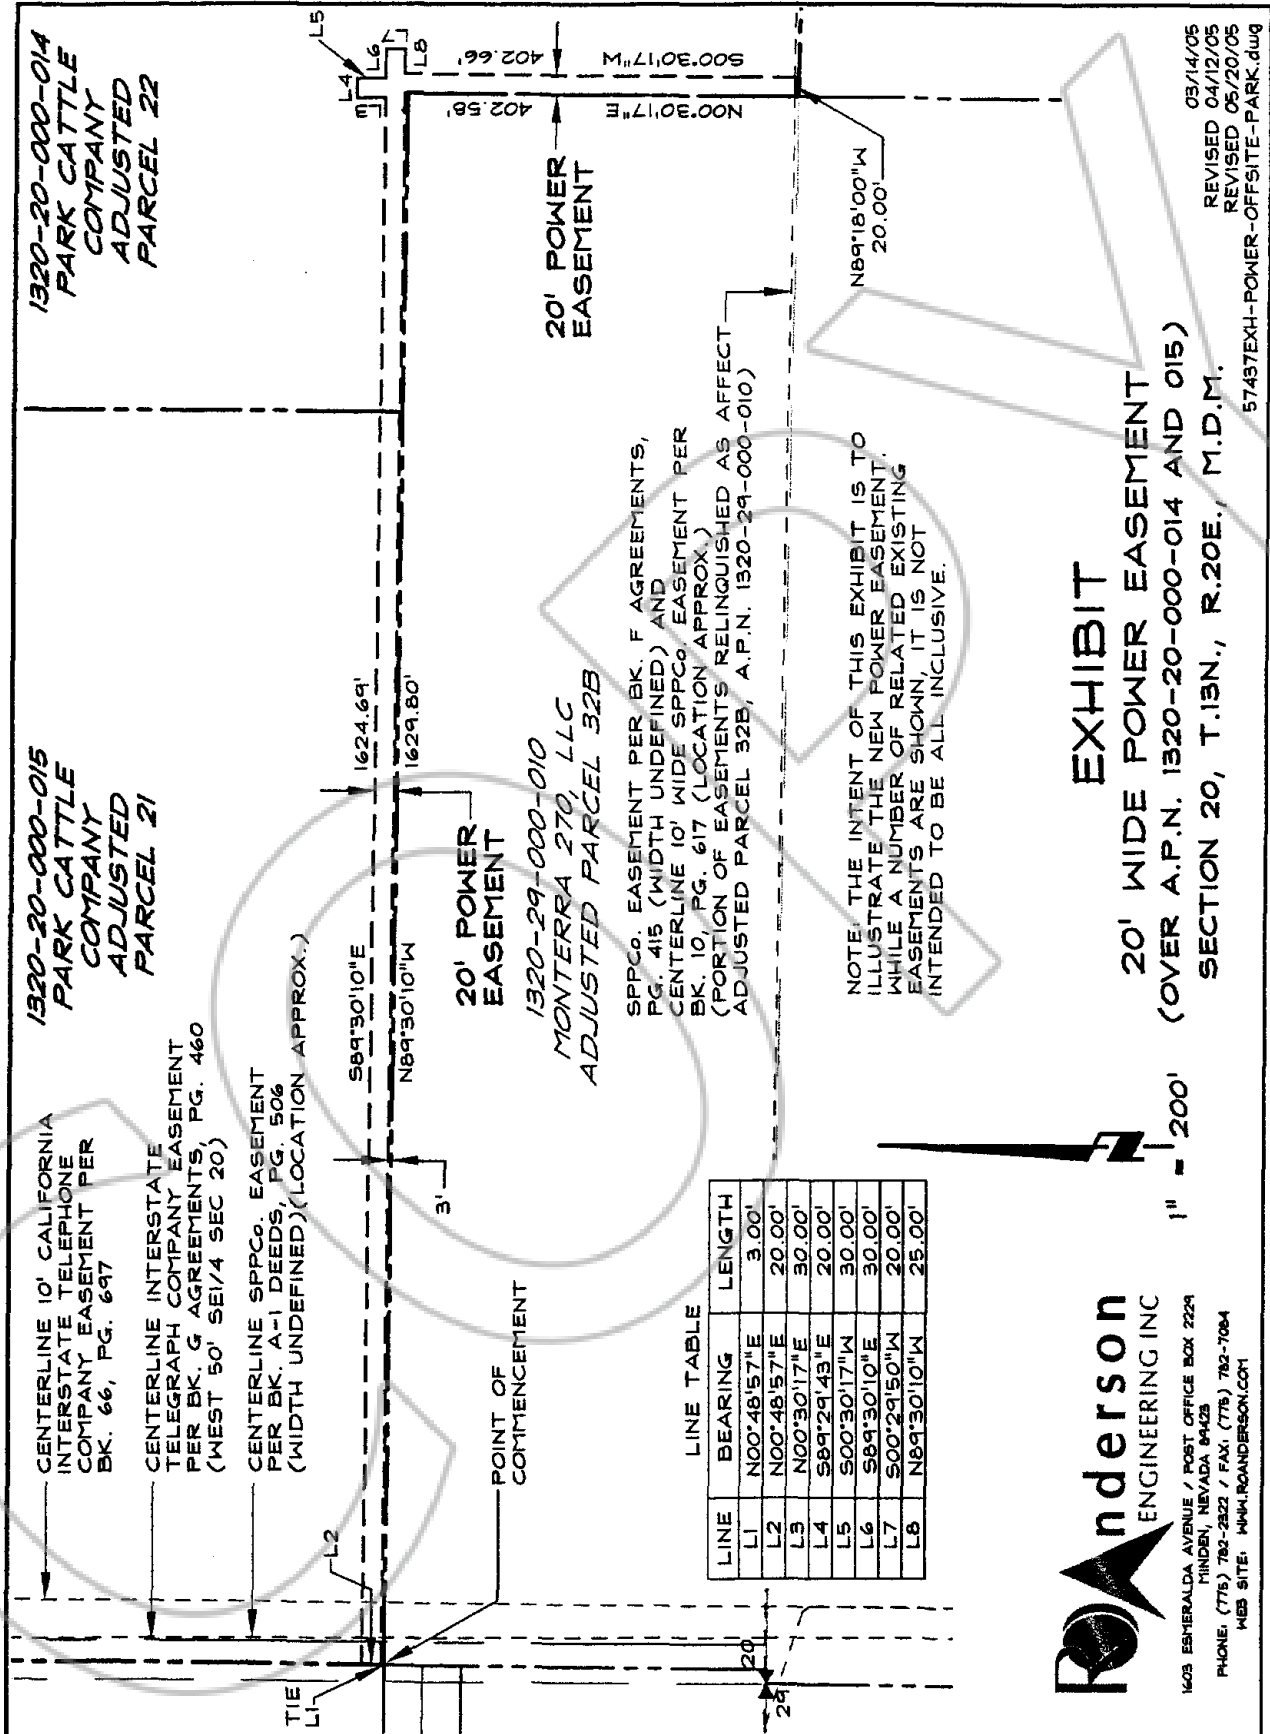 1320-20-000-015
PARK CATTLE
COMPANY
ADJUSTED
PARCEL 21
1320-20-000-014
PARK CATTLE
COMPANY
ADJUSTED
PARCEL 22
CENTERLINE 10' CALIFORNIA
INTERSTATE TELEPHONE
COMPANY EASEMENT PER
BK. 66, PG. 697
CENTERLINE INTERSTATE
TELEGRAPH COMPANY EASEMENT
PER BK. G AGREEMENTS, PG. 460
(WEST 50' SE1/4 SEC 20)
CENTERLINE SPPCo. EASEMENT
PER BK. A-1 DEEDS, PG. 506
(WIDTH UNDEFINED)(LOCATION APPROX.)
L2
TIE
L1
S89°30'10"E
1624.69'
N89°30'10"W
1629.80'
3'
L3
L4
L5
L6
L7
L8
POINT OF
COMMENCEMENT
20' POWER
EASEMENT
1320-29-000-010
MONTERRA 270, LLC
ADJUSTED PARCEL 32B
N00°30'17"E
402.58'
S00°30'17"W
402.66'
20' POWER
EASEMENT
SPPCo. EASEMENT PER BK. F AGREEMENTS,
PG. 415 (WIDTH UNDEFINED) AND
CENTERLINE 10' WIDE SPPCo. EASEMENT PER
BK. 10, PG. 617 (LOCATION APPROX.)
(PORTION OF EASEMENTS RELINQUISHED AS AFFECT
ADJUSTED PARCEL 32B, A.P.N. 1320-29-000-010)
N89°18'00"W
20.00'
20
29
LINE TABLE
LINE BEARING LENGTH
L1 N00°48'57"E 3.00'
L2 N00°48'57"E 20.00'
L3 N00°30'17"E 30.00'
L4 S89°29'43"E 20.00'
L5 S00°30'17"W 30.00'
L6 S89°30'10"E 30.00'
L7 S00°29'50"W 20.00'
L8 N89°30'10"W 25.00'
NOTE: THE INTENT OF THIS EXHIBIT IS TO
ILLUSTRATE THE NEW POWER EASEMENT.
WHILE A NUMBER OF RELATED EXISTING
EASEMENTS ARE SHOWN, IT IS NOT
INTENDED TO BE ALL INCLUSIVE.
1" = 200'
EXHIBIT
20' WIDE POWER EASEMENT
(OVER A.P.N. 1320-20-000-014 AND 015)
SECTION 20, T.13N., R.20E., M.D.M.
RO Anderson
ENGINEERING INC
1603 ESMERALDA AVENUE / POST OFFICE BOX 2229
MINDEN, NEVADA 89423
PHONE: (775) 782-2322 / FAX: (775) 782-7084
WEB SITE: WWW.ROANDERSON.COM
03/14/05
REVISED 04/12/05
REVISED 05/20/05
57437EXH-POWER-OFFSITE-PARK.dwg
COPY